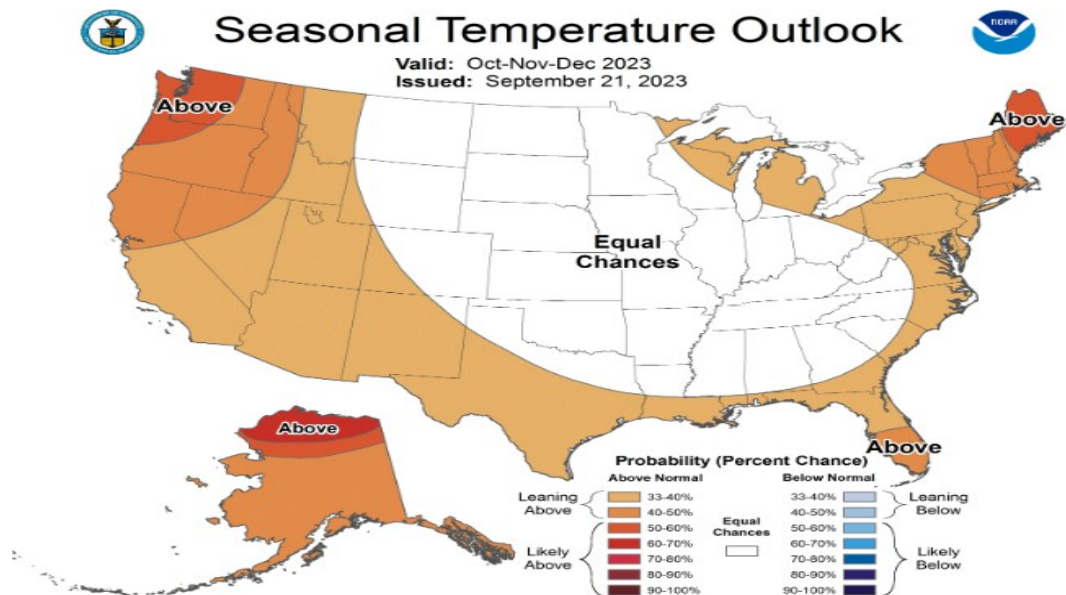 NOAA
Seasonal Temperature Outlook
Valid: Oct-Nov-Dec 2023
Issued: September 21, 2023
Above
Above
Equal
Chances
Above
Above
Probability (Percent Chance)
Above Normal
Below Normal
Leaning
Above
33-40%
40-50%
Likely
Above
50-60%
60-70%
70-80%
80-90%
90-100%
Equal
Chances
33-40%
40-50%
Leaning
Below
50-60%
60-70%
70-80%
80-90%
90-100%
Likely
Below